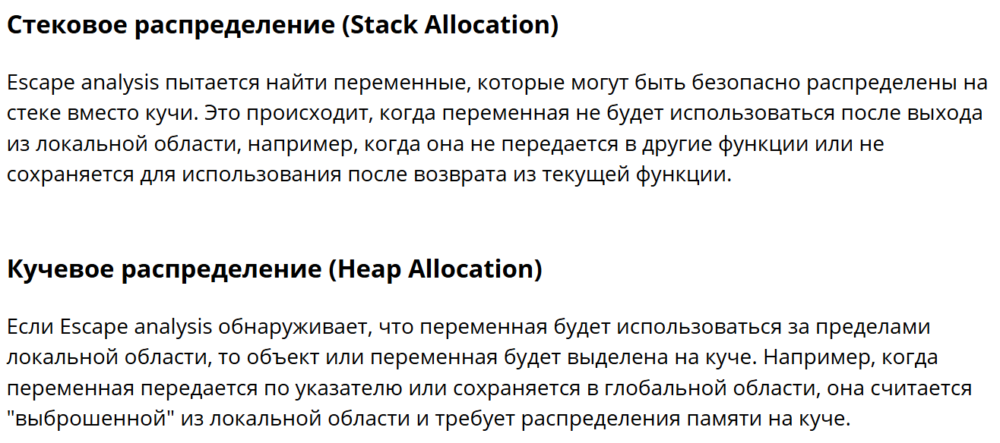 Стековое распределение (Stack Allocation)
Escape analysis пытается найти переменные, которые могут быть безопасно распределены на
стеке вместо кучи. Это происходит, когда переменная не будет использоваться после выхода
из локальной области, например, когда она не передается в другие функции или не
сохраняется для использования после возврата из текущей функции.
Кучевое распределение (Heap Allocation)
Если Escape analysis обнаруживает, что переменная будет использоваться за пределами
локальной области, то объект или переменная будет выделена на куче. Например, когда
переменная передается по указателю или сохраняется в глобальной области, она считается
"выброшенной" из локальной области и требует распределения памяти на куче.